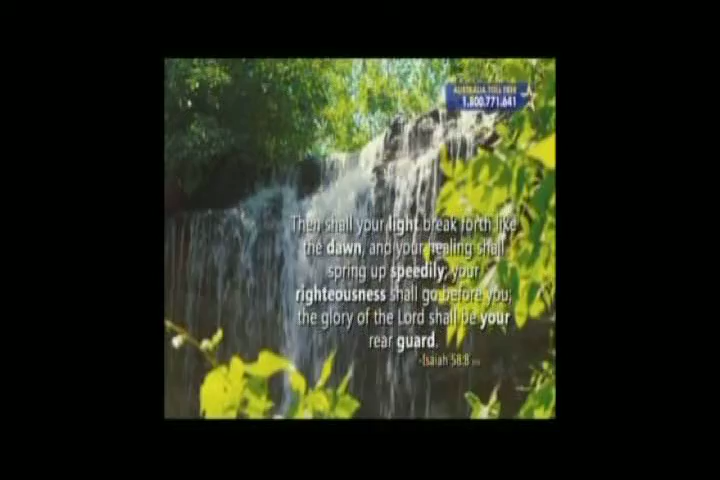 AUSTRALIA TOLL FREE
1.800.771.641
Then shall your light break forth like
the dawn, and your healing shall
spring up speedily; your
righteousness shall go before you;
the glory of the Lord shall be your
rear guard.
-Isaiah 58:8